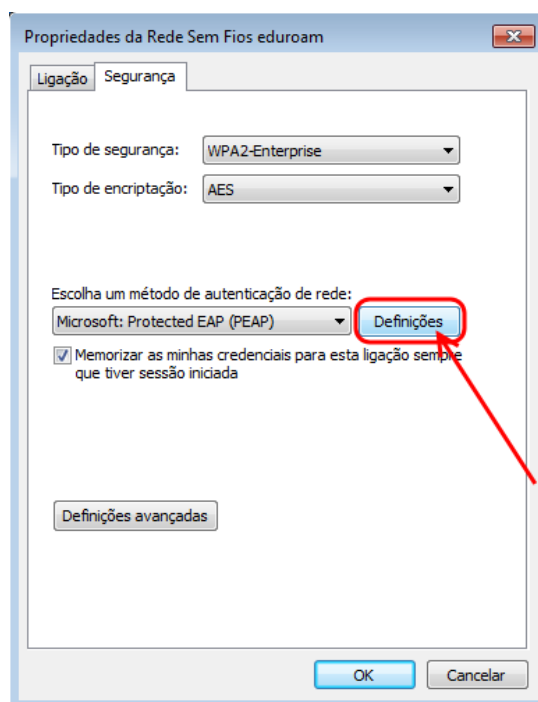 Propriedades da Rede Sem Fios eduroam
Ligação Segurança
Tipo de segurança: WPA2-Enterprise
Tipo de encriptação: AES
Escolha um método de autenticação de rede:
Microsoft: Protected EAP (PEAP) Definições
Memorizar as minhas credenciais para esta ligação sempre
que tiver sessão iniciada
Definições avançadas
OK Cancelar